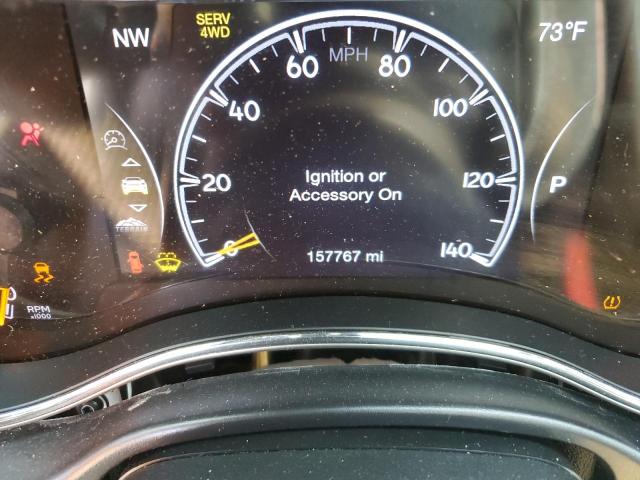 SERV
4WD
NW
73°F
60 MPH 80
40 100
Ignition or
Accessory On
20 120
P
TERRAIN
0 140
157767 mi
RPM
x1000